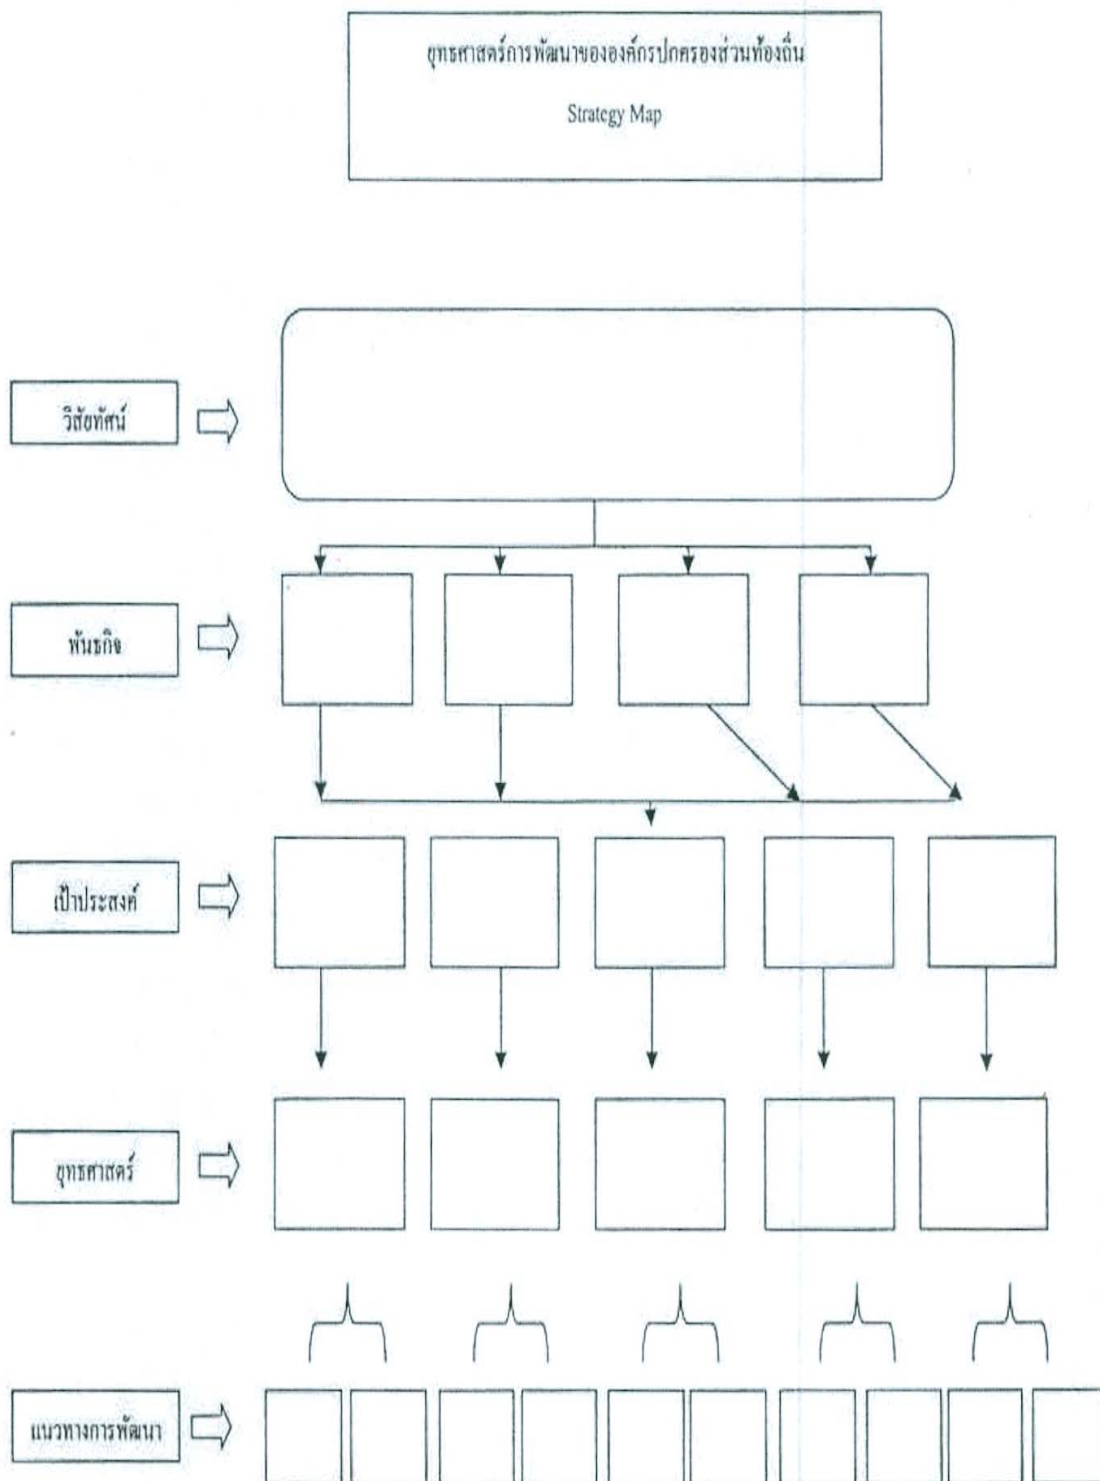 ยุทธศาสตร์การพัฒนาขององค์กรปกครองส่วนท้องถิ่น
Strategy Map
วิสัยทัศน์
พันธกิจ
เป้าประสงค์
ยุทธศาสตร์
แนวทางการพัฒนา